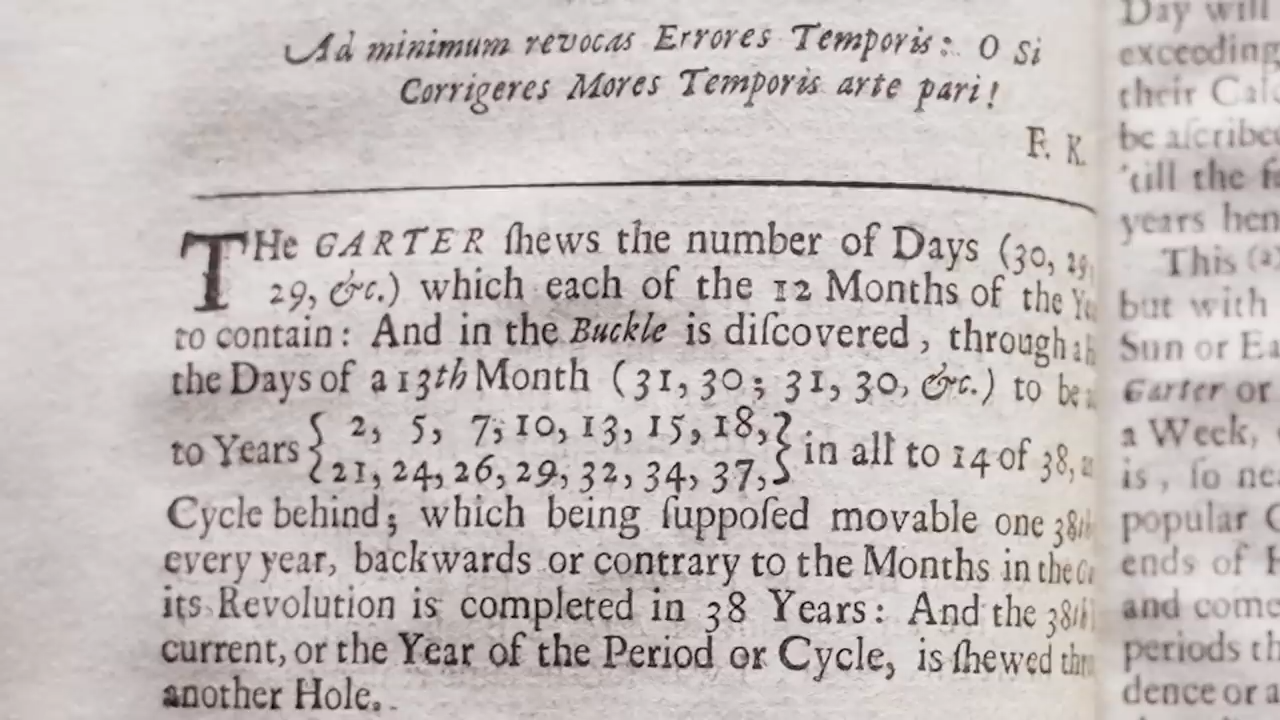 Ad minimum revocas Errores Temporis: O si
Corrigeres Mores Temporis arte pari!
F. K.
THe GARTER ſhews the number of Days (30, 29,
29, &c.) which each of the 12 Months of the
to contain: And in the Buckle is diſcovered, through
the Days of a 13th Month (31, 30; 31, 30, &c.) to be
to Years { 2, 5, 7, 10, 13, 15, 18, } in all to 14 of 38,
{ 21, 24, 26, 29, 32, 34, 37, }
Cycle behind; which being ſuppoſed movable one 38th
every year, backwards or contrary to the Months in the
its Revolution is completed in 38 Years: And the 38th
current, or the Year of the Period or Cycle, is ſhewed
another Hole.
Day will
exceeding
their
be aſcribed
'till the
years
This (a)
but with
Sun or
Garter or
a Week,
is, ſo
popular
ends of
and come
periods
dence or a